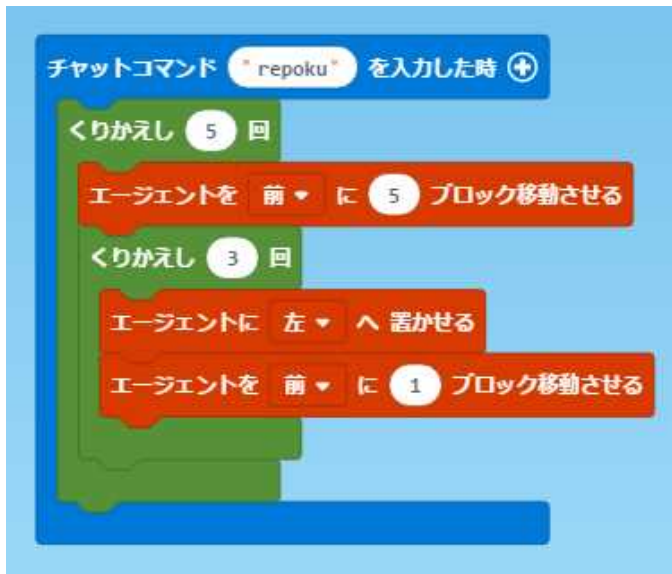 チャットコマンド "repoku" を入力した時
くりかえし 5 回
エージェントを 前 に 5 ブロック移動させる
くりかえし 3 回
エージェントに 左 へ 置かせる
エージェントを 前 に 1 ブロック移動させる